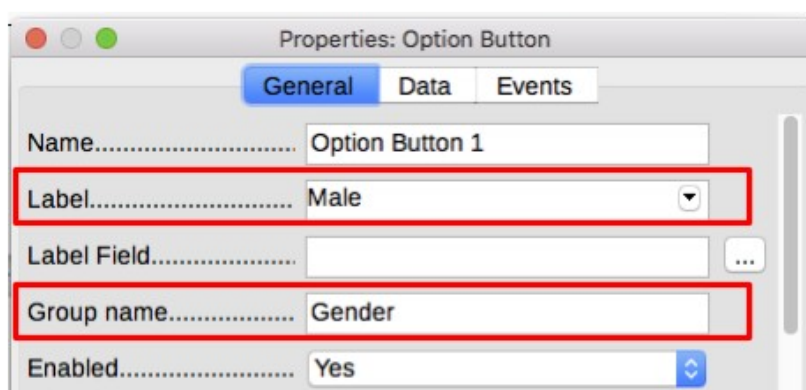 Properties: Option Button
General Data Events
Name............................ Option Button 1
Label............................ Male
Label Field..................... ...
Group name.................. Gender
Enabled......................... Yes